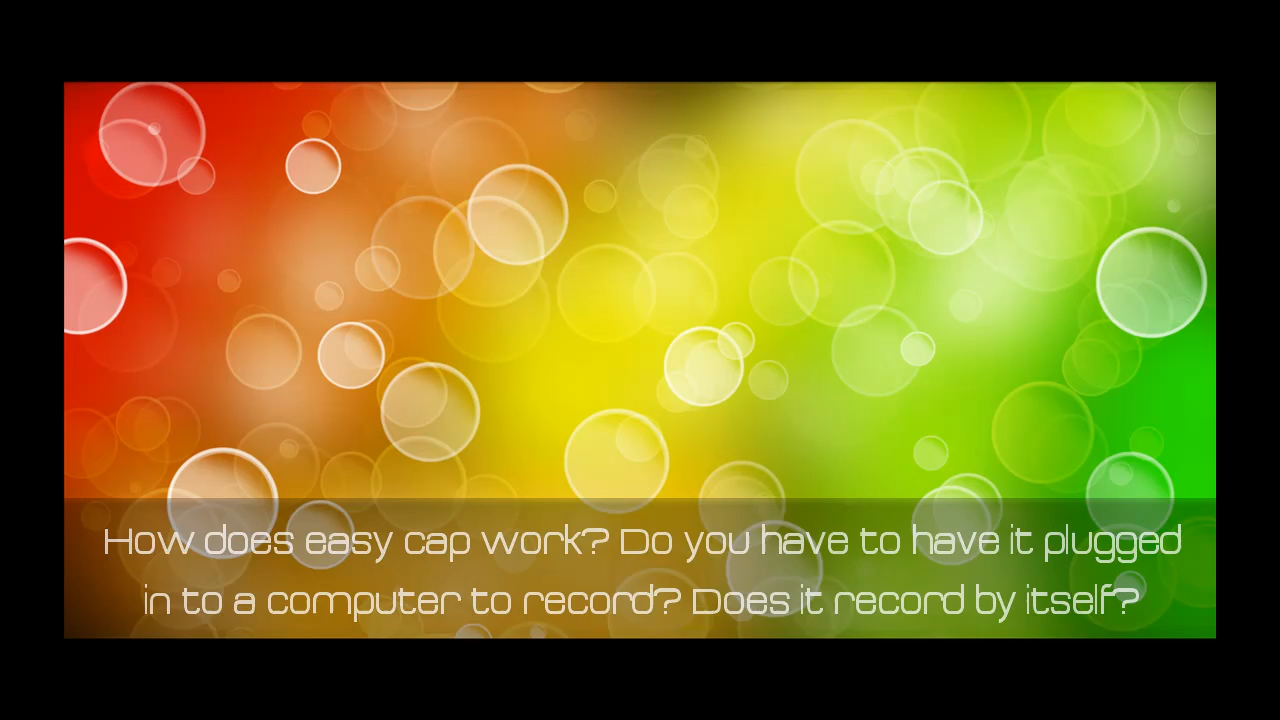 How does easy cap work? Do you have to have it plugged
in to a computer to record? Does it record by itself?